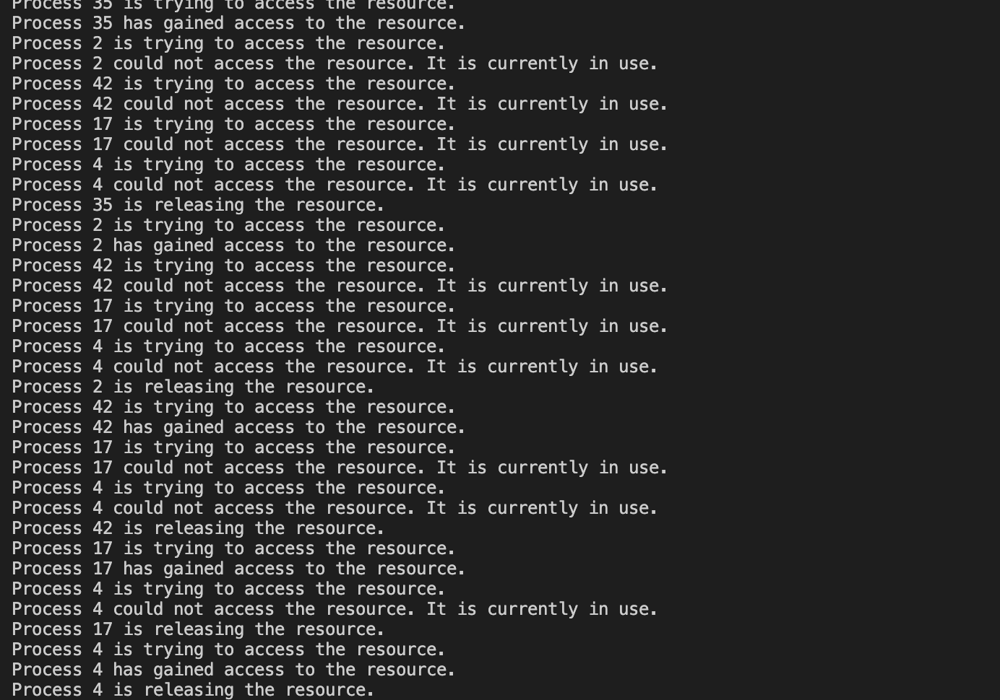 Process 35 is trying to access the resource.
Process 35 has gained access to the resource.
Process 2 is trying to access the resource.
Process 2 could not access the resource. It is currently in use.
Process 42 is trying to access the resource.
Process 42 could not access the resource. It is currently in use.
Process 17 is trying to access the resource.
Process 17 could not access the resource. It is currently in use.
Process 4 is trying to access the resource.
Process 4 could not access the resource. It is currently in use.
Process 35 is releasing the resource.
Process 2 is trying to access the resource.
Process 2 has gained access to the resource.
Process 42 is trying to access the resource.
Process 42 could not access the resource. It is currently in use.
Process 17 is trying to access the resource.
Process 17 could not access the resource. It is currently in use.
Process 4 is trying to access the resource.
Process 4 could not access the resource. It is currently in use.
Process 2 is releasing the resource.
Process 42 is trying to access the resource.
Process 42 has gained access to the resource.
Process 17 is trying to access the resource.
Process 17 could not access the resource. It is currently in use.
Process 4 is trying to access the resource.
Process 4 could not access the resource. It is currently in use.
Process 42 is releasing the resource.
Process 17 is trying to access the resource.
Process 17 has gained access to the resource.
Process 4 is trying to access the resource.
Process 4 could not access the resource. It is currently in use.
Process 17 is releasing the resource.
Process 4 is trying to access the resource.
Process 4 has gained access to the resource.
Process 4 is releasing the resource.